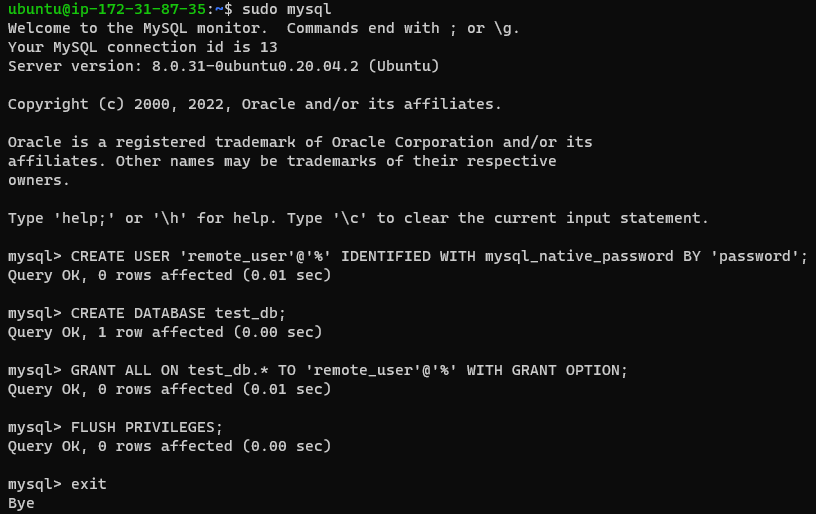 ubuntu@ip-172-31-87-35:~$ sudo mysql
Welcome to the MySQL monitor.  Commands end with ; or \g.
Your MySQL connection id is 13
Server version: 8.0.31-0ubuntu0.20.04.2 (Ubuntu)
Copyright (c) 2000, 2022, Oracle and/or its affiliates.
Oracle is a registered trademark of Oracle Corporation and/or its
affiliates. Other names may be trademarks of their respective
owners.
Type 'help;' or '\h' for help. Type '\c' to clear the current input statement.
mysql> CREATE USER 'remote_user'@'%' IDENTIFIED WITH mysql_native_password BY 'password';
Query OK, 0 rows affected (0.01 sec)
mysql> CREATE DATABASE test_db;
Query OK, 1 row affected (0.00 sec)
mysql> GRANT ALL ON test_db.* TO 'remote_user'@'%' WITH GRANT OPTION;
Query OK, 0 rows affected (0.01 sec)
mysql> FLUSH PRIVILEGES;
Query OK, 0 rows affected (0.00 sec)
mysql> exit
Bye